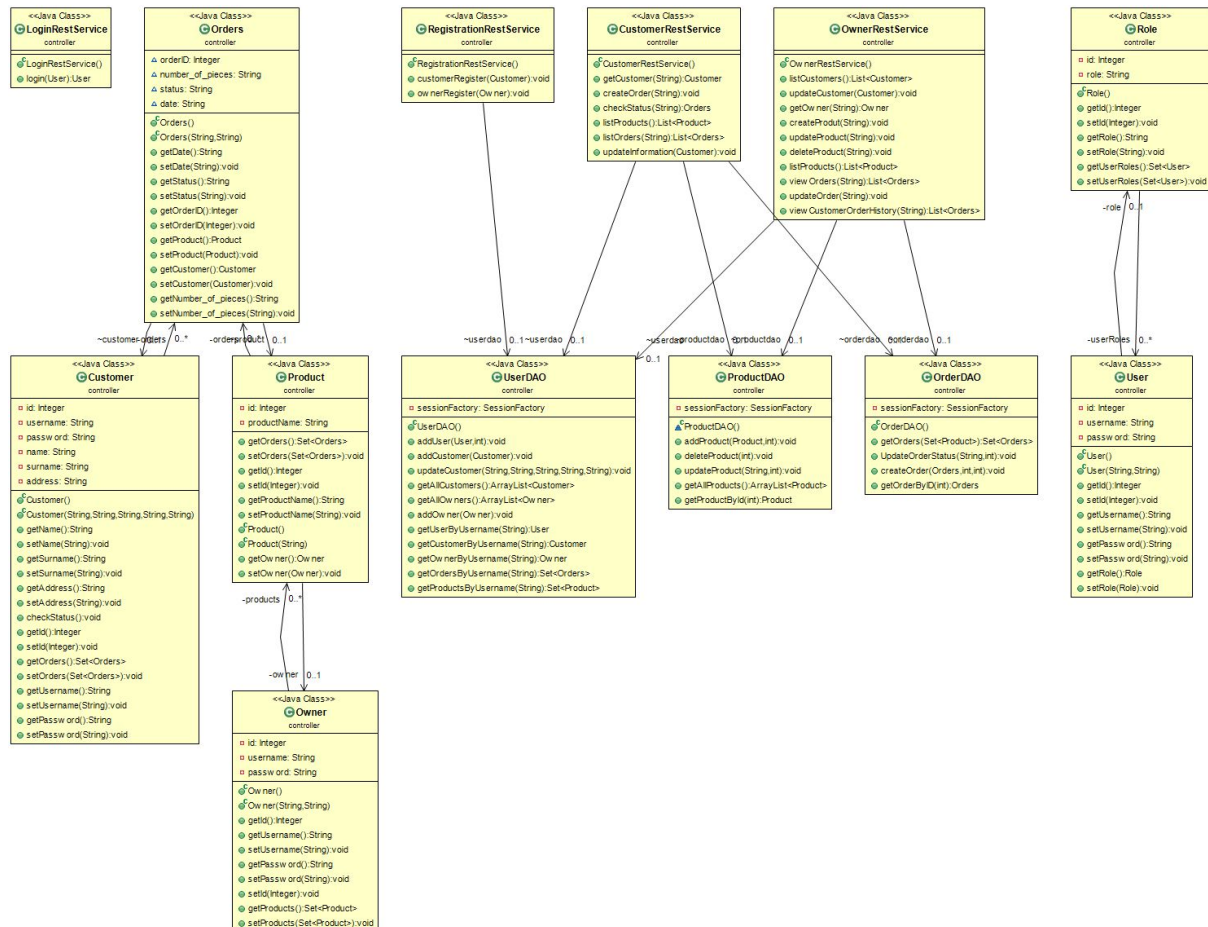 <<Java Class>>
LoginRestService
controller
LoginRestService()
login(User):User
<<Java Class>>
Orders
controller
orderID: Integer
number_of_pieces: String
status: String
date: String
Orders()
Orders(String,String)
getDate():String
setDate(String):void
getStatus():String
setStatus(String):void
getOrderID():Integer
setOrderID(Integer):void
getProduct():Product
setProduct(Product):void
getCustomer():Customer
setCustomer(Customer):void
getNumber_of_pieces():String
setNumber_of_pieces(String):void
<<Java Class>>
RegistrationRestService
controller
RegistrationRestService()
customerRegister(Customer):void
ownerRegister(Owner):void
<<Java Class>>
CustomerRestService
controller
CustomerRestService()
getCustomer(String):Customer
createOrder(String):void
checkStatus(String):Orders
listProducts():List<Product>
listOrders(String):List<Orders>
updateInformation(Customer):void
<<Java Class>>
OwnerRestService
controller
OwnerRestService()
listCustomers():List<Customer>
updateCustomer(Customer):void
getOwner(String):Owner
createProdut(String):void
updateProduct(String):void
deleteProduct(String):void
listProducts():List<Product>
viewOrders(String):List<Orders>
updateOrder(String):void
viewCustomerOrderHistory(String):List<Orders>
<<Java Class>>
Role
controller
id: Integer
role: String
Role()
getId():Integer
setId(Integer):void
getRole():String
setRole(String):void
getUserRoles():Set<User>
setUserRoles(Set<User>):void
-role 0..1
~customer
-orders
0..*
-orders
~product
0..*
0..1
~userdao 0..1
~userdao 0..1
~userdao
0..1
~productdao
~productdao
0..1
~orderdao
~orderdao
0..1
-userRoles 0..*
<<Java Class>>
Customer
controller
id: Integer
username: String
password: String
name: String
surname: String
address: String
Customer()
Customer(String,String,String,String,String)
getName():String
setName(String):void
getSurname():String
setSurname(String):void
getAddress():String
setAddress(String):void
checkStatus():void
getId():Integer
setId(Integer):void
getOrders():Set<Orders>
setOrders(Set<Orders>):void
getUsername():String
setUsername(String):void
getPassword():String
setPassword(String):void
<<Java Class>>
Product
controller
id: Integer
productName: String
getOrders():Set<Orders>
setOrders(Set<Orders>):void
getId():Integer
setId(Integer):void
getProductName():String
setProductName(String):void
Product()
Product(String)
getOwner():Owner
setOwner(Owner):void
-products 0..*
-owner 0..1
<<Java Class>>
Owner
controller
id: Integer
username: String
password: String
Owner()
Owner(String,String)
getId():Integer
getUsername():String
setUsername(String):void
getPassword():String
setPassword(String):void
setId(Integer):void
getProducts():Set<Product>
setProducts(Set<Product>):void
<<Java Class>>
UserDAO
controller
sessionFactory: SessionFactory
UserDAO()
addUser(User,int):void
addCustomer(Customer):void
updateCustomer(String,String,String,String,String):void
getAllCustomers():ArrayList<Customer>
getAllOwners():ArrayList<Owner>
addOwner(Owner):void
getUserByUsername(String):User
getCustomerByUsername(String):Customer
getOwnerByUsername(String):Owner
getOrdersByUsername(String):Set<Orders>
getProductsByUsername(String):Set<Product>
<<Java Class>>
ProductDAO
controller
sessionFactory: SessionFactory
ProductDAO()
addProduct(Product,int):void
deleteProduct(int):void
updateProduct(String,int):void
getAllProducts():ArrayList<Product>
getProductById(int):Product
<<Java Class>>
OrderDAO
controller
sessionFactory: SessionFactory
OrderDAO()
getOrders(Set<Product>):Set<Orders>
UpdateOrderStatus(String,int):void
createOrder(Orders,int,int):void
getOrderByID(int):Orders
<<Java Class>>
User
controller
id: Integer
username: String
password: String
User()
User(String,String)
getId():Integer
setId(Integer):void
getUsername():String
setUsername(String):void
getPassword():String
setPassword(String):void
getRole():Role
setRole(Role):void